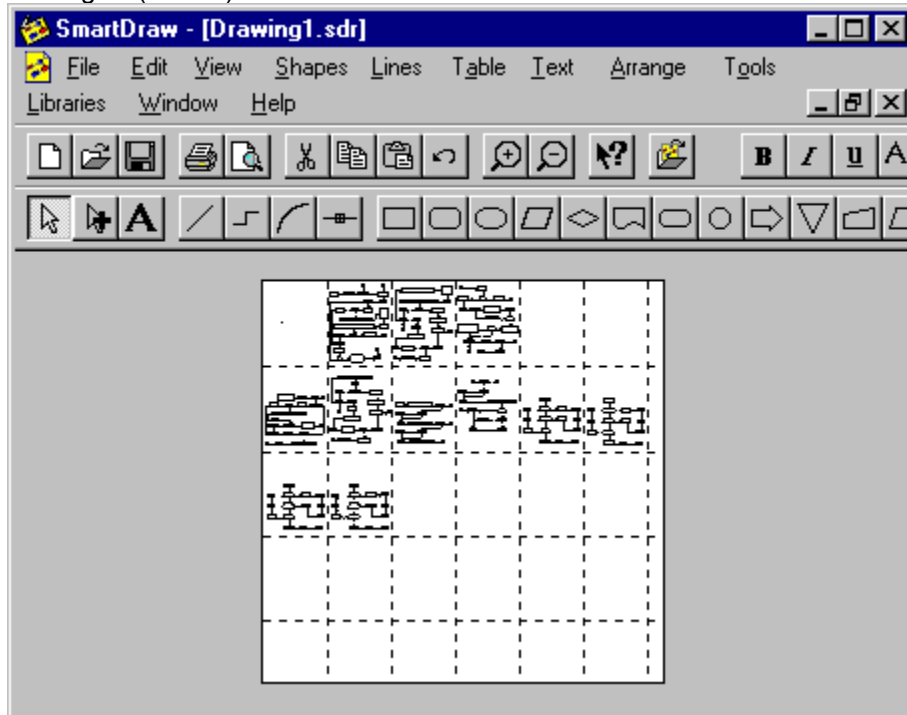 SmartDraw - [Drawing1.sdr]
File Edit View Shapes Lines Table Text Arrange Tools
Libraries Window Help
B I U A
A